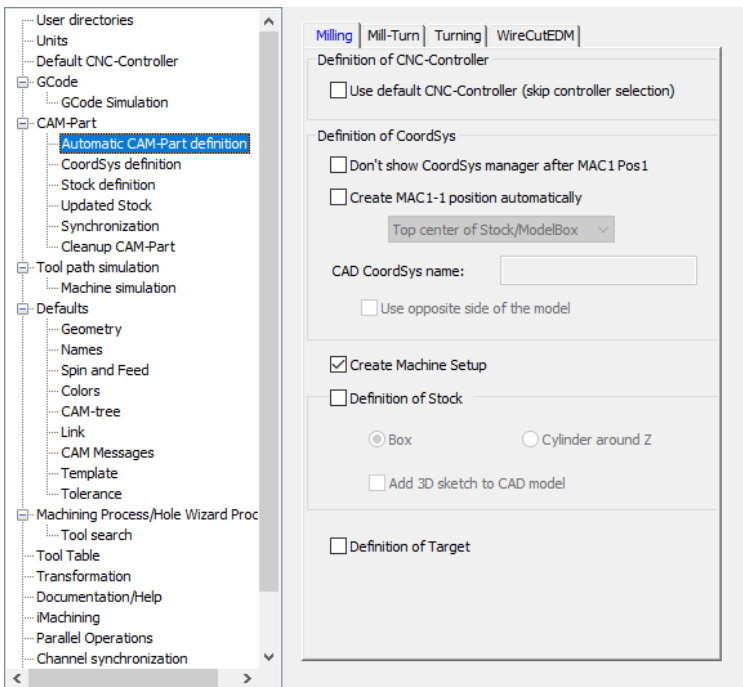 User directories
Units
Default CNC-Controller
GCode
GCode Simulation
CAM-Part
Automatic CAM-Part definition
CoordSys definition
Stock definition
Updated Stock
Synchronization
Cleanup CAM-Part
Tool path simulation
Machine simulation
Defaults
Geometry
Names
Spin and Feed
Colors
CAM-tree
Link
CAM Messages
Template
Tolerance
Machining Process/Hole Wizard Proc
Tool search
Tool Table
Transformation
Documentation/Help
iMachining
Parallel Operations
Channel synchronization
Milling Mill-Turn Turning WireCutEDM
Definition of CNC-Controller
Use default CNC-Controller (skip controller selection)
Definition of CoordSys
Don't show CoordSys manager after MAC1 Pos1
Create MAC1-1 position automatically
Top center of Stock/ModelBox
CAD CoordSys name:
Use opposite side of the model
Create Machine Setup
Definition of Stock
Box Cylinder around Z
Add 3D sketch to CAD model
Definition of Target